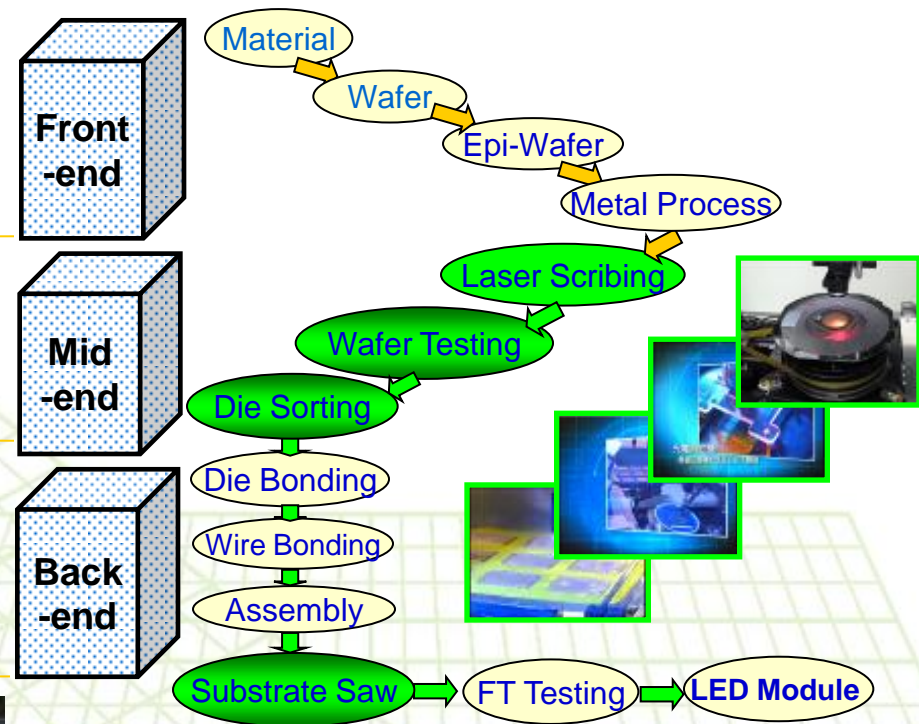 Material
Wafer
Front
-end
Epi-Wafer
Metal Process
Laser Scribing
Mid
-end
Wafer Testing
Die Sorting
Die Bonding
Wire Bonding
Back
-end
Assembly
Substrate Saw
FT Testing
LED Module